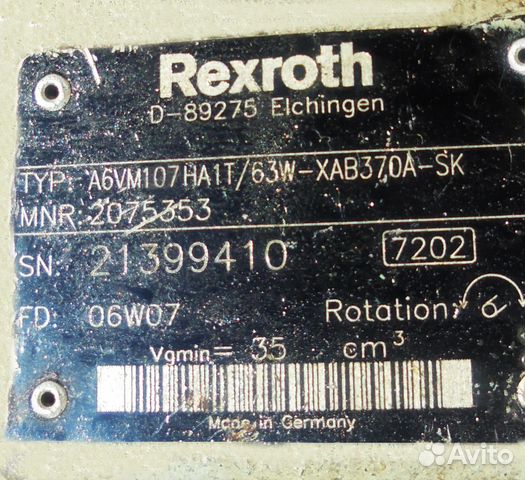 Rexroth
D-89275 Elchingen
TYP: A6VM107HA1T/63W-XAB370A-SK
MNR: 2075353
SN: 21399410 7202
FD: 06W07 Rotation:
Vgmin= 35 cm³
Made in Germany
Avito